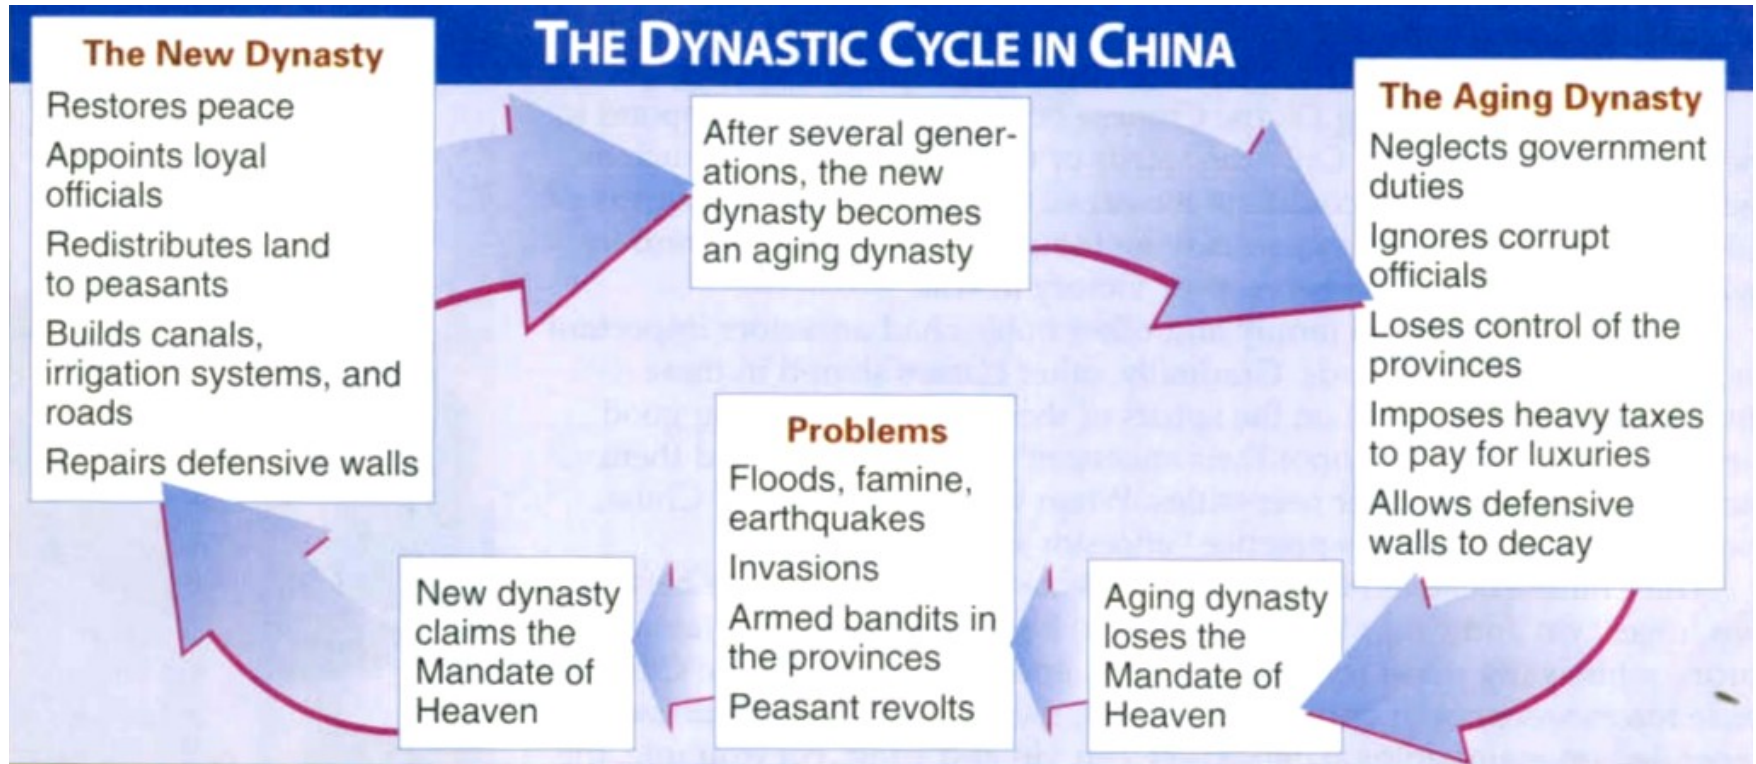 THE DYNASTIC CYCLE IN CHINA
The New Dynasty
Restores peace
Appoints loyal
officials
Redistributes land
to peasants
Builds canals,
irrigation systems, and
roads
Repairs defensive walls
After several gener-
ations, the new
dynasty becomes
an aging dynasty
The Aging Dynasty
Neglects government
duties
Ignores corrupt
officials
Loses control of the
provinces
Imposes heavy taxes
to pay for luxuries
Allows defensive
walls to decay
Aging dynasty
loses the
Mandate of
Heaven
Problems
Floods, famine,
earthquakes
Invasions
Armed bandits in
the provinces
Peasant revolts
New dynasty
claims the
Mandate of
Heaven